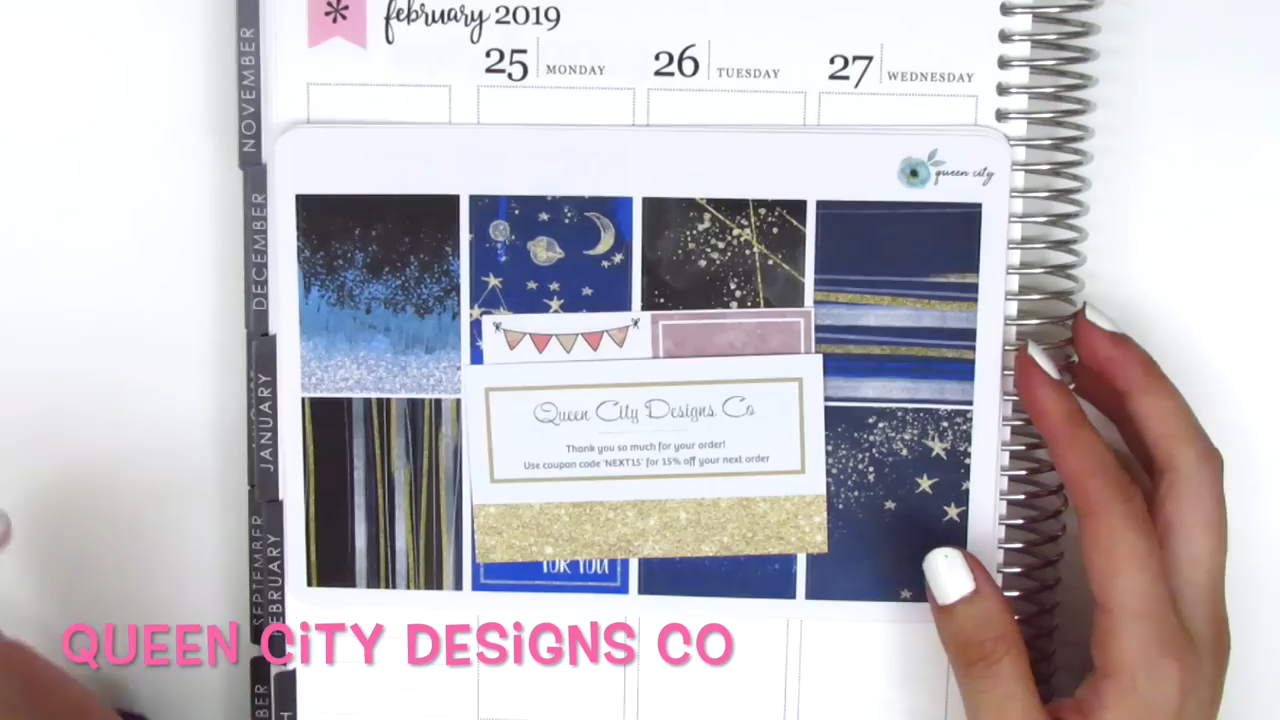 *
february 2019
25 MONDAY
26 TUESDAY
27 WEDNESDAY
NOVEMBER
DECEMBER
JANUARY
SEPTEMBER
FEBRUARY
queen city
Queen City Designs Co
Thank you so much for your order!
Use coupon code 'NEXT15' for 15% off your next order
FOR YOU
QUEEN CiTY DESiGNS CO